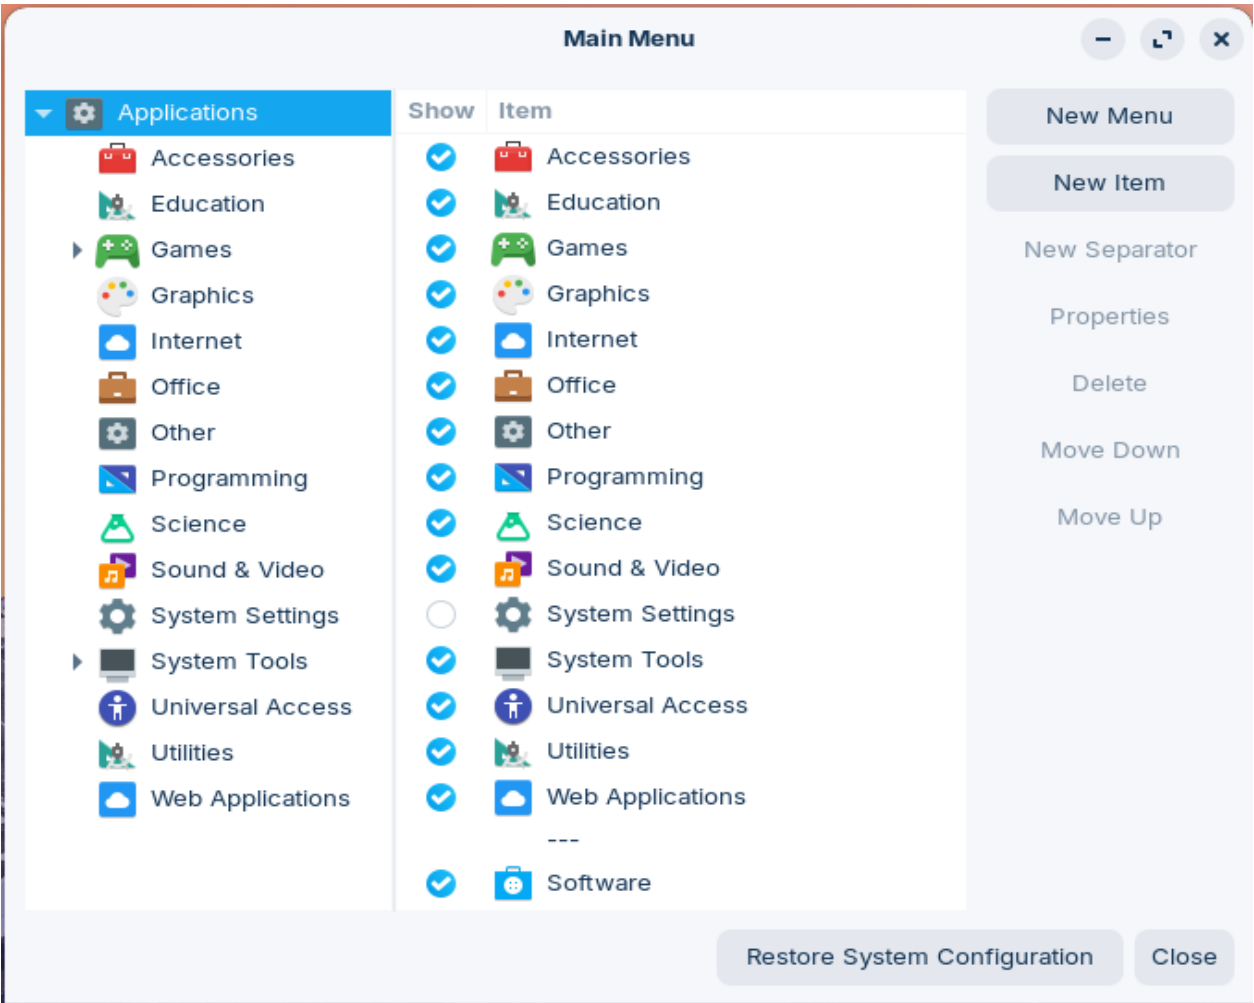 Main Menu
Applications
Accessories
Education
Games
Graphics
Internet
Office
Other
Programming
Science
Sound & Video
System Settings
System Tools
Universal Access
Utilities
Web Applications
Show Item
Accessories
Education
Games
Graphics
Internet
Office
Other
Programming
Science
Sound & Video
System Settings
System Tools
Universal Access
Utilities
Web Applications
---
Software
New Menu
New Item
New Separator
Properties
Delete
Move Down
Move Up
Restore System Configuration
Close